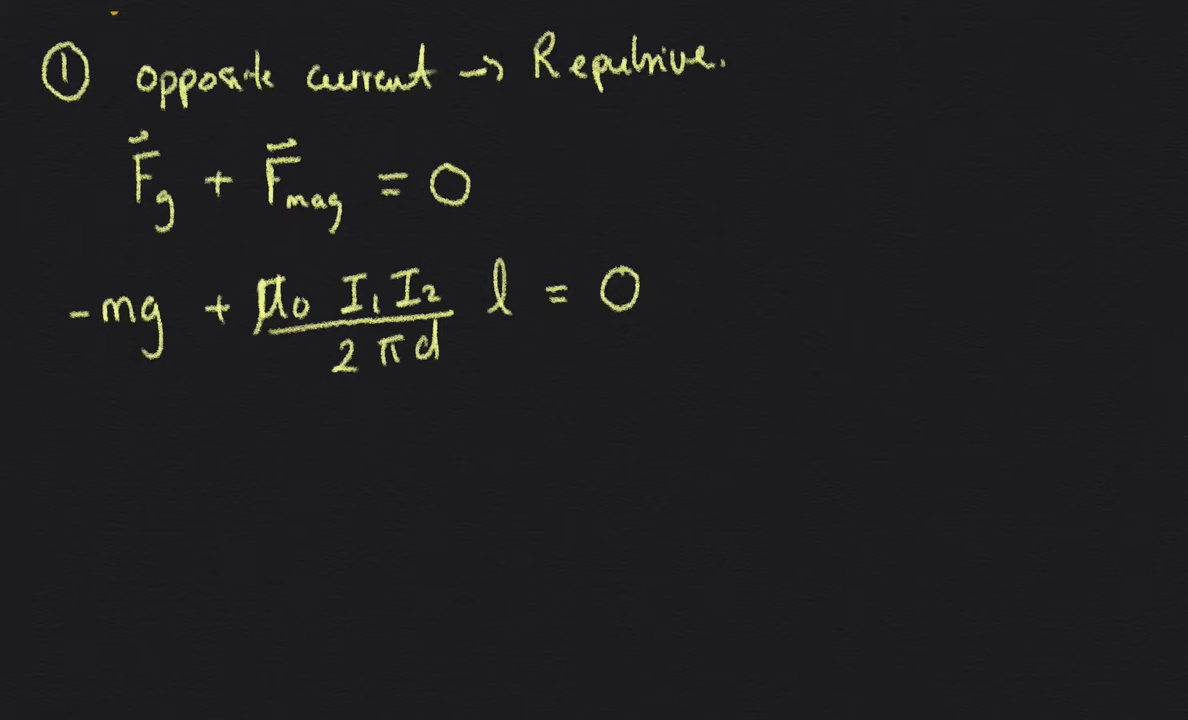 ① opposite current → Repulsive.
F⃗g + F⃗mag = 0
-mg + μ₀ I₁ I₂ / 2πd l = 0